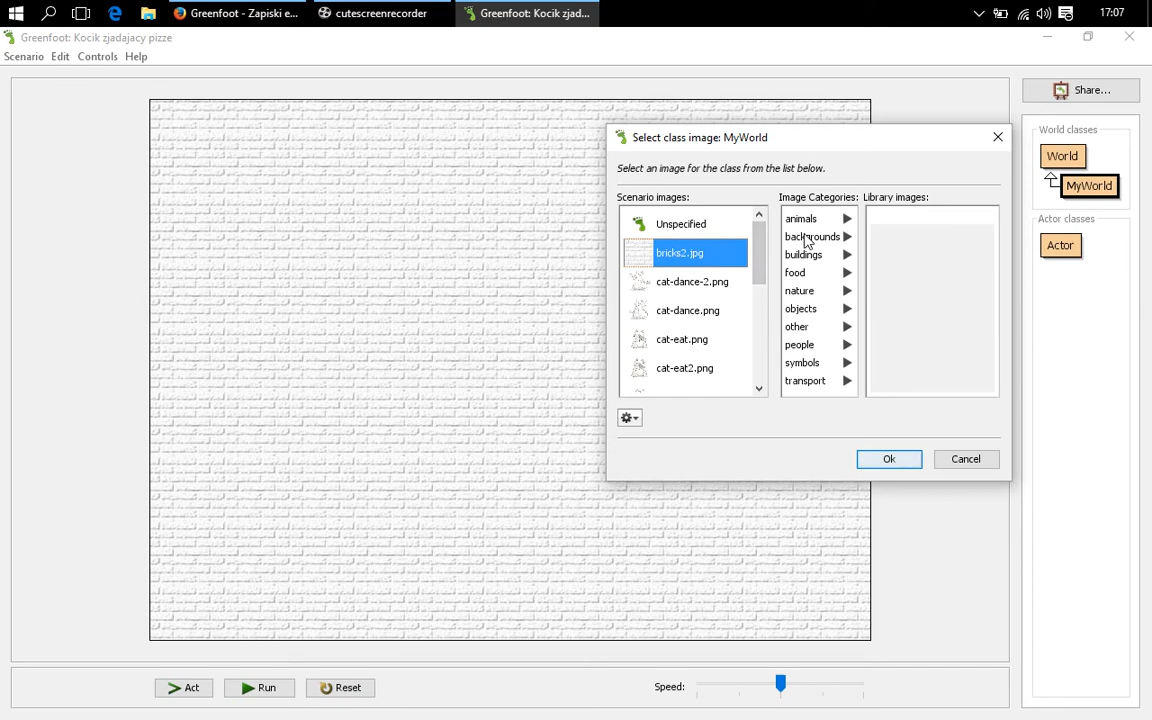 Greenfoot - Zapiski e...
cutescreenrecorder
Greenfoot: Kocik zjad...
17:07
Greenfoot: Kocik zjadajacy pizze
Scenario Edit Controls Help
Share...
Select class image: MyWorld
Select an image for the class from the list below.
Scenario images:
Image Categories:
Library images:
Unspecified
bricks2.jpg
cat-dance-2.png
cat-dance.png
cat-eat.png
cat-eat2.png
animals
backgrounds
buildings
food
nature
objects
other
people
symbols
transport
Ok
Cancel
World classes
World
MyWorld
Actor classes
Actor
Act
Run
Reset
Speed: